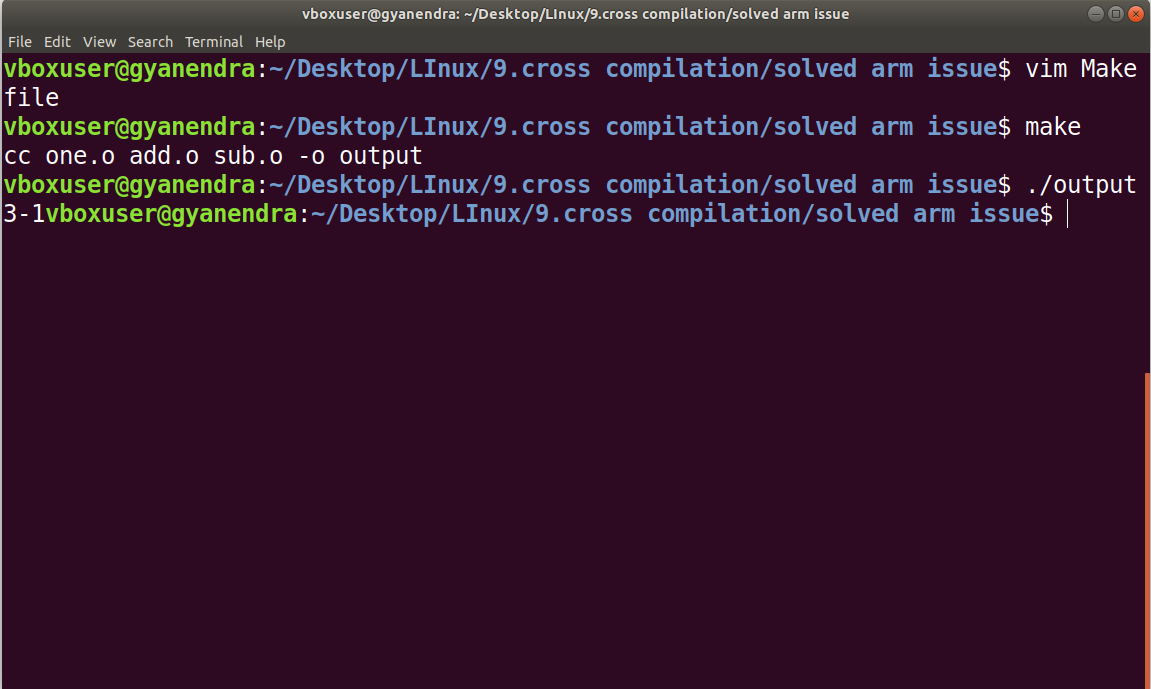 vboxuser@gyanendra: ~/Desktop/LInux/9.cross compilation/solved arm issue
File Edit View Search Terminal Help
vboxuser@gyanendra:~/Desktop/LInux/9.cross compilation/solved arm issue$ vim Make
file
vboxuser@gyanendra:~/Desktop/LInux/9.cross compilation/solved arm issue$ make
cc one.o add.o sub.o -o output
vboxuser@gyanendra:~/Desktop/LInux/9.cross compilation/solved arm issue$ ./output
3-1vboxuser@gyanendra:~/Desktop/LInux/9.cross compilation/solved arm issue$